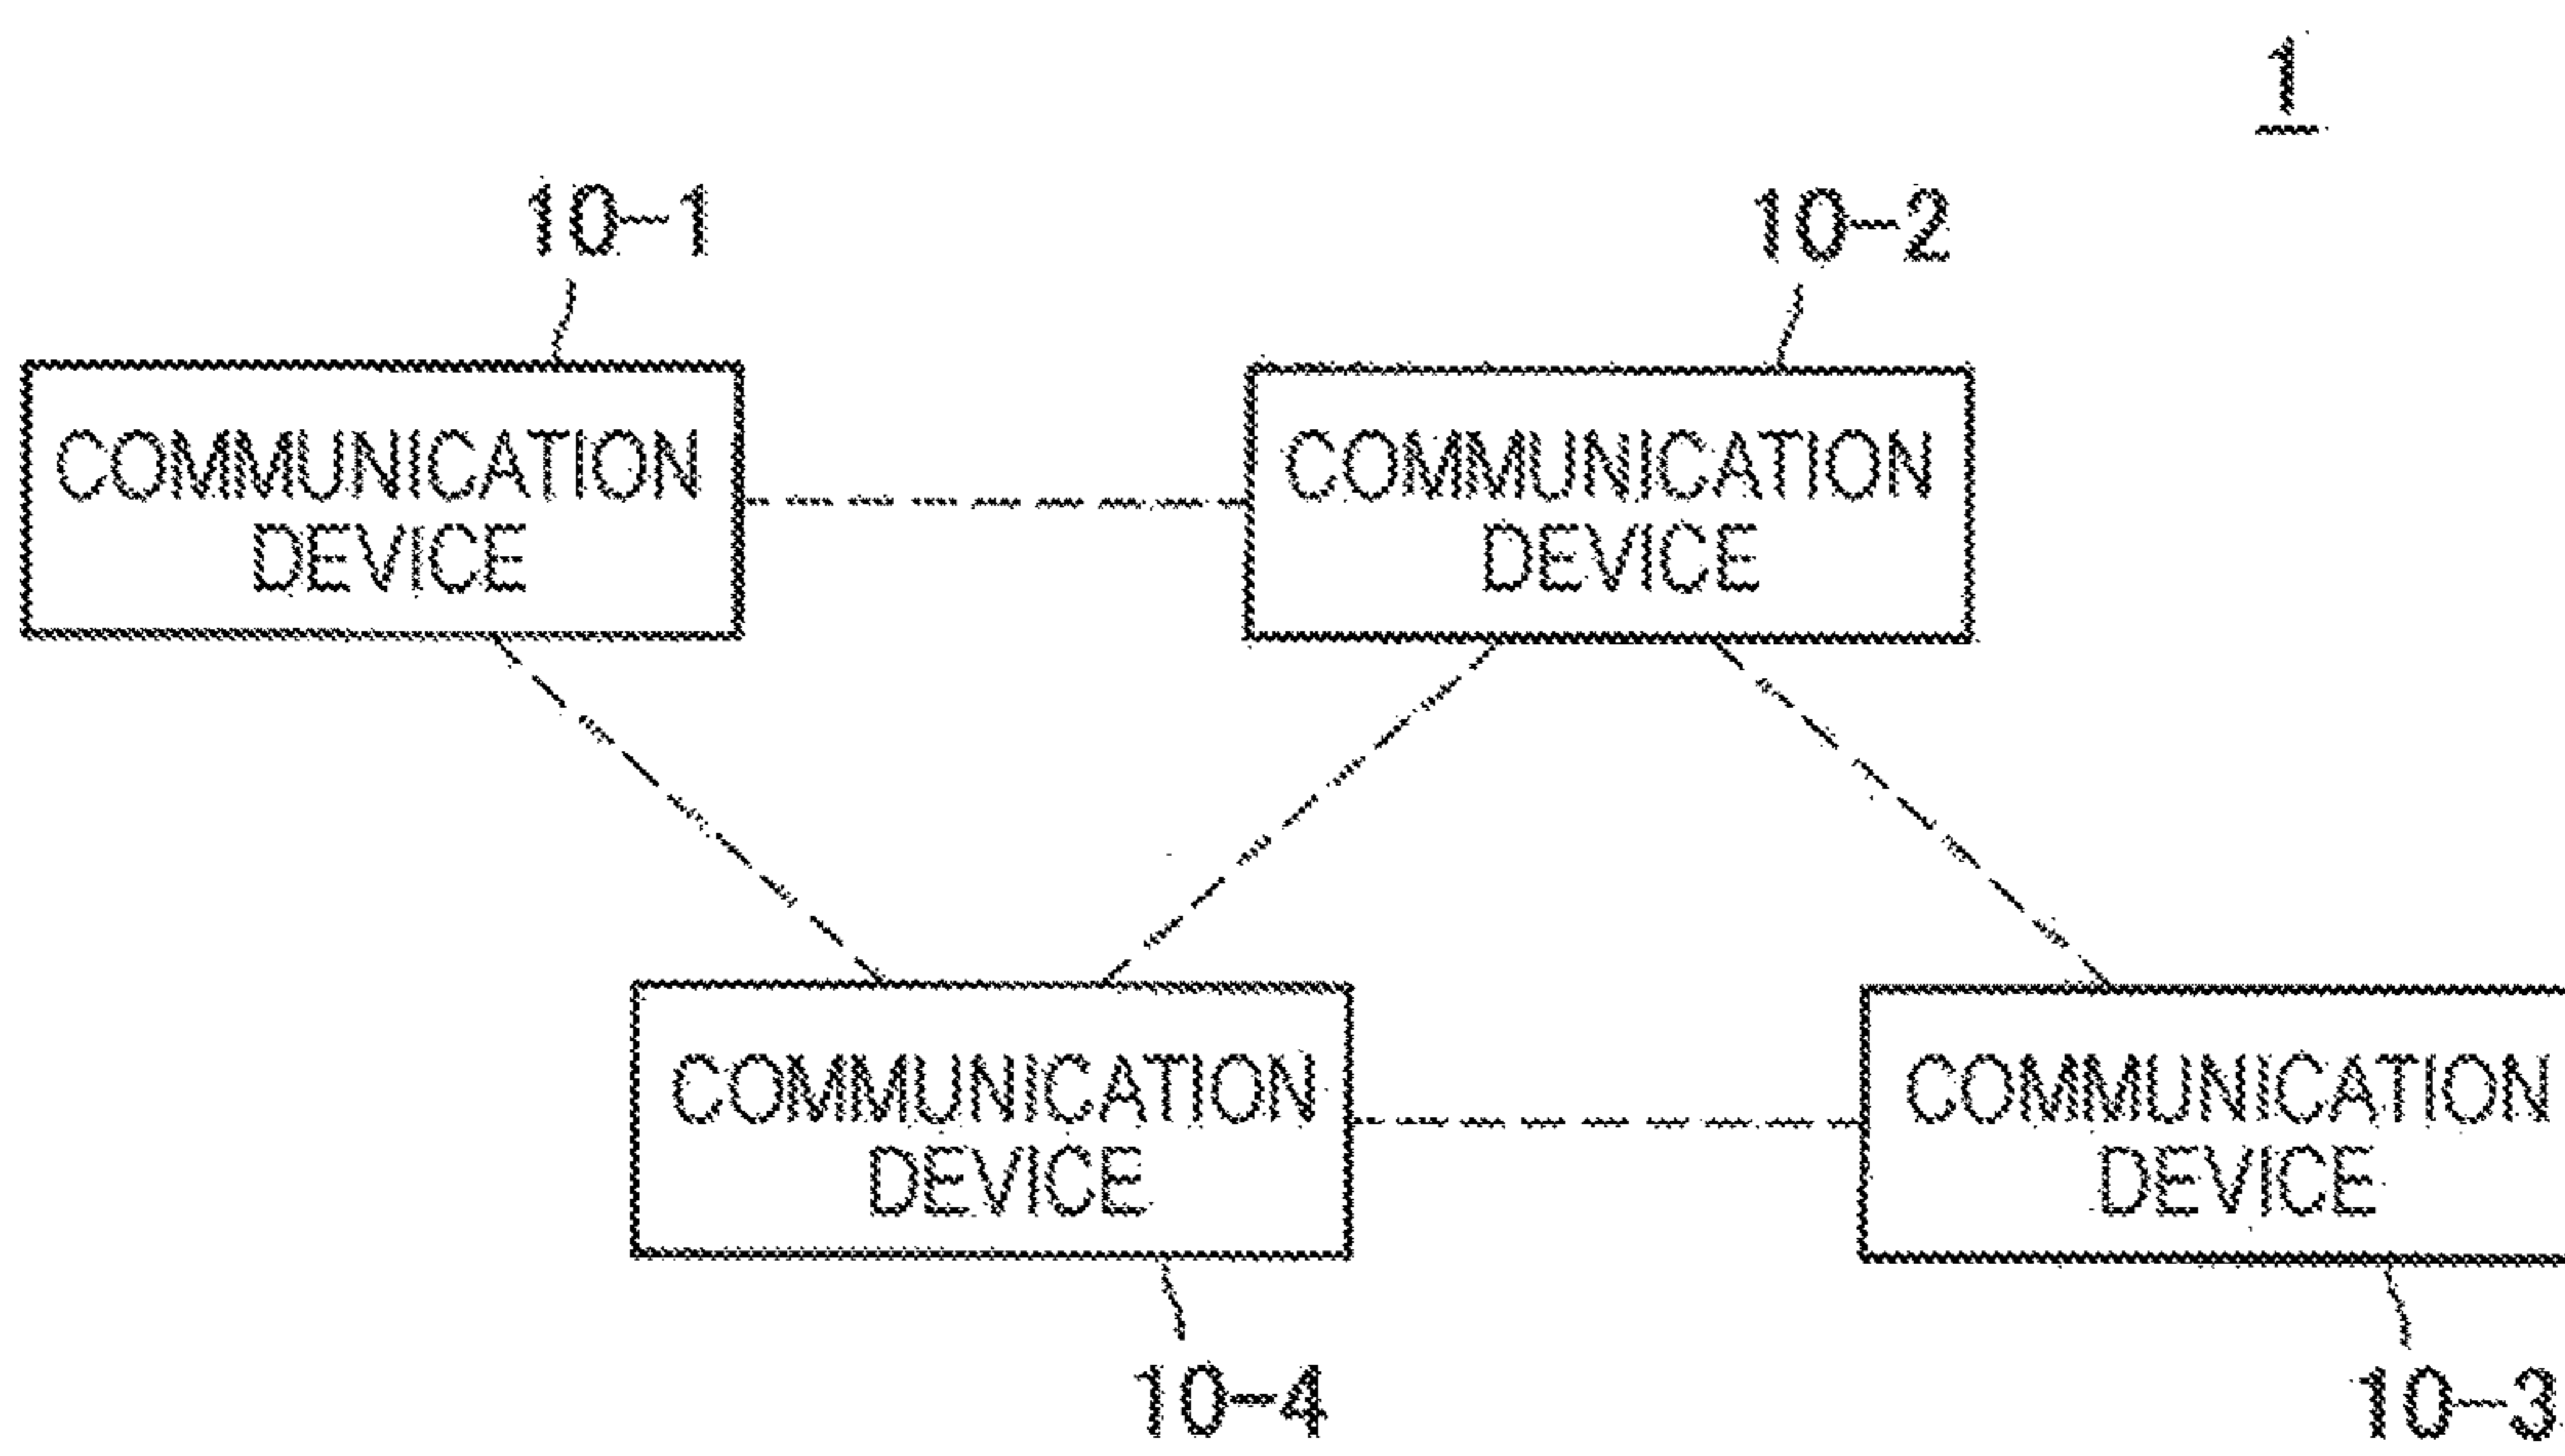 1
10-1
10-2
COMMUNICATION
DEVICE
COMMUNICATION
DEVICE
COMMUNICATION
DEVICE
COMMUNICATION
DEVICE
10-4
10-3